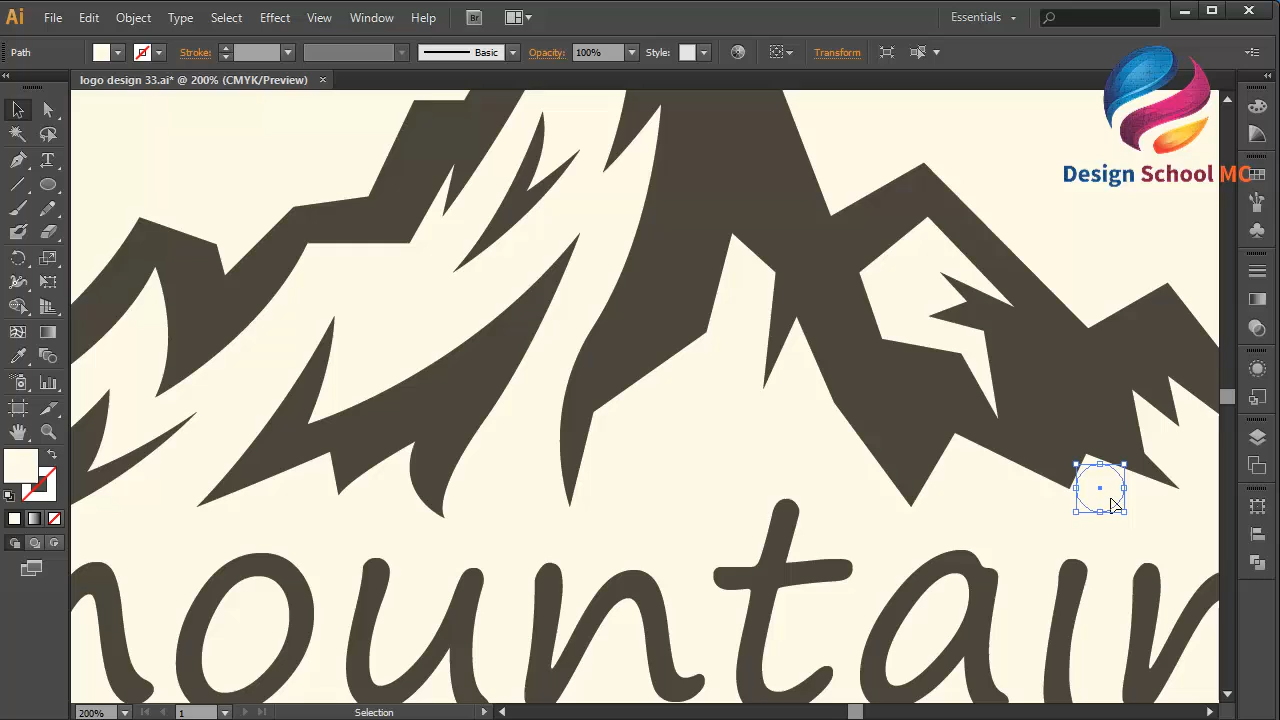 Ai File Edit Object Type Select Effect View Window Help Br Essentials
Path Stroke: Basic Opacity: 100% Style: Transform
logo design 33.ai* @ 200% (CMYK/Preview)
Design School MC
mountain
200% 1 Selection